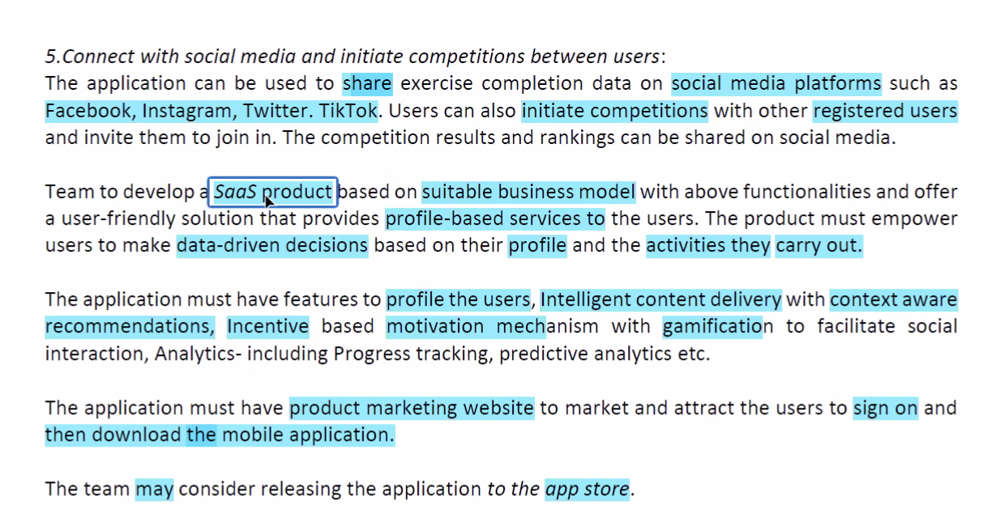 5.Connect with social media and initiate competitions between users:
The application can be used to share exercise completion data on social media platforms such as
Facebook, Instagram, Twitter. TikTok. Users can also initiate competitions with other registered users
and invite them to join in. The competition results and rankings can be shared on social media.
Team to develop a SaaS product based on suitable business model with above functionalities and offer
a user-friendly solution that provides profile-based services to the users. The product must empower
users to make data-driven decisions based on their profile and the activities they carry out.
The application must have features to profile the users, Intelligent content delivery with context aware
recommendations, Incentive based motivation mechanism with gamification to facilitate social
interaction, Analytics- including Progress tracking, predictive analytics etc.
The application must have product marketing website to market and attract the users to sign on and
then download the mobile application.
The team may consider releasing the application to the app store.